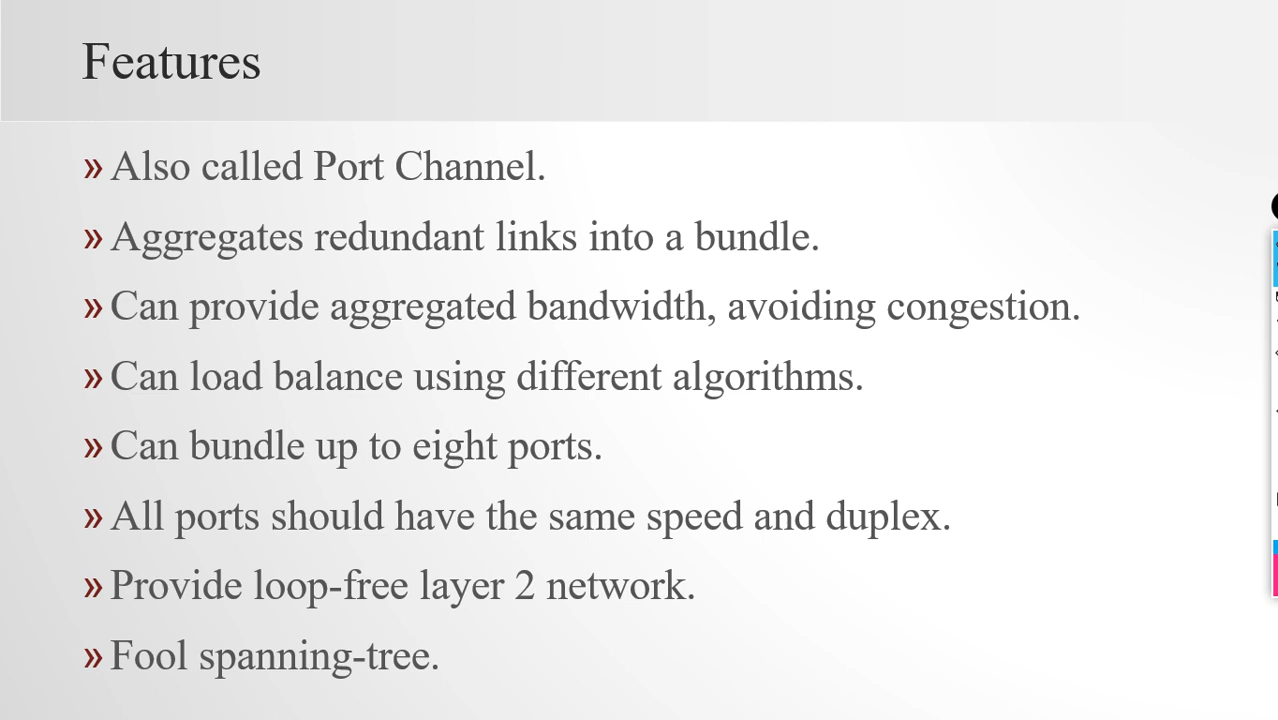 Features
» Also called Port Channel.
» Aggregates redundant links into a bundle.
» Can provide aggregated bandwidth, avoiding congestion.
» Can load balance using different algorithms.
» Can bundle up to eight ports.
» All ports should have the same speed and duplex.
» Provide loop-free layer 2 network.
» Fool spanning-tree.